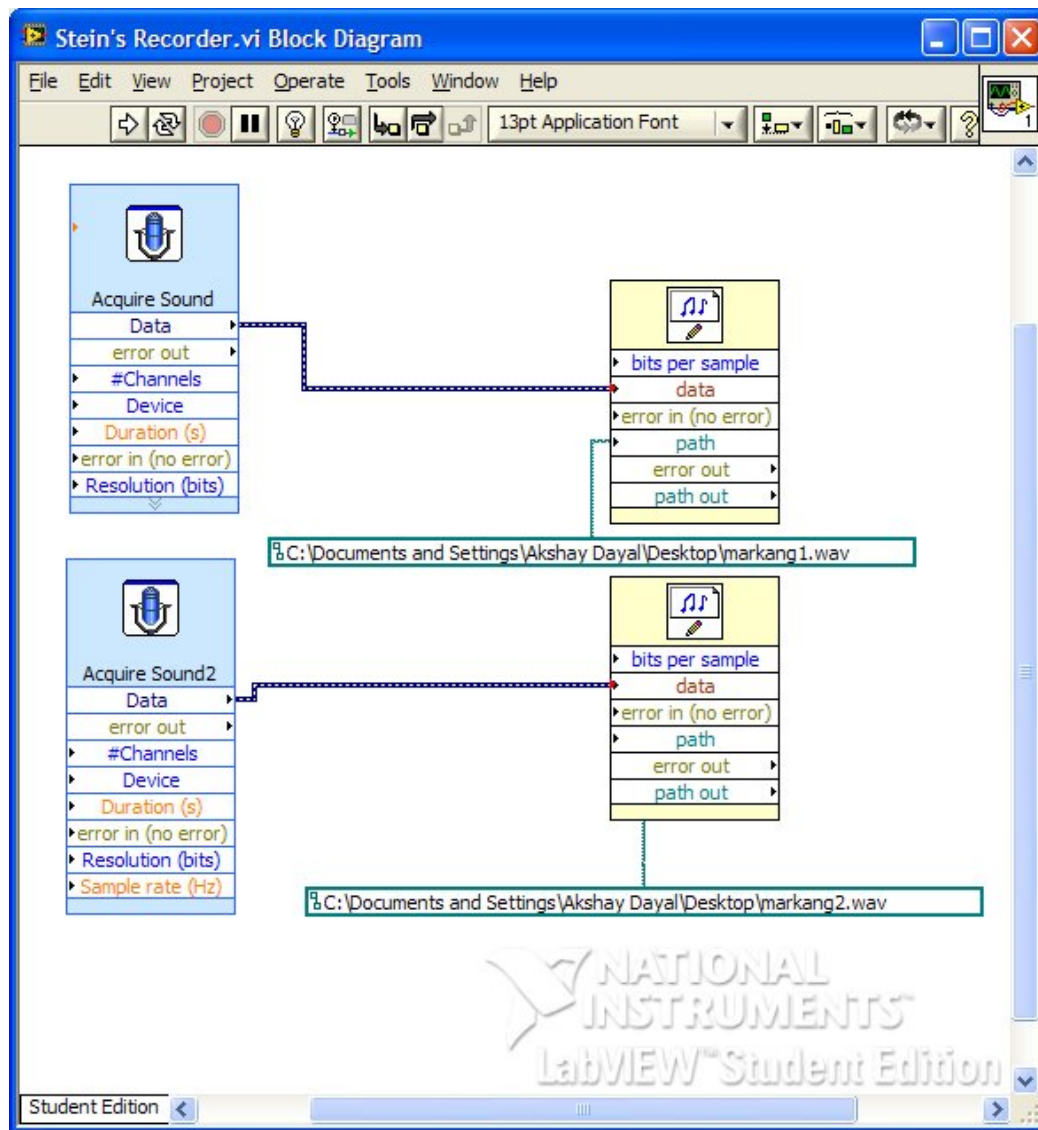 Stein's Recorder.vi Block Diagram
File Edit View Project Operate Tools Window Help
13pt Application Font
1
Acquire Sound
Data
error out
#Channels
Device
Duration (s)
error in (no error)
Resolution (bits)
bits per sample
data
error in (no error)
path
error out
path out
C:\Documents and Settings\Akshay Dayal\Desktop\markang1.wav
Acquire Sound2
Data
error out
#Channels
Device
Duration (s)
error in (no error)
Resolution (bits)
Sample rate (Hz)
bits per sample
data
error in (no error)
path
error out
path out
C:\Documents and Settings\Akshay Dayal\Desktop\markang2.wav
NATIONAL
INSTRUMENTS™
LabVIEW™ Student Edition
Student Edition